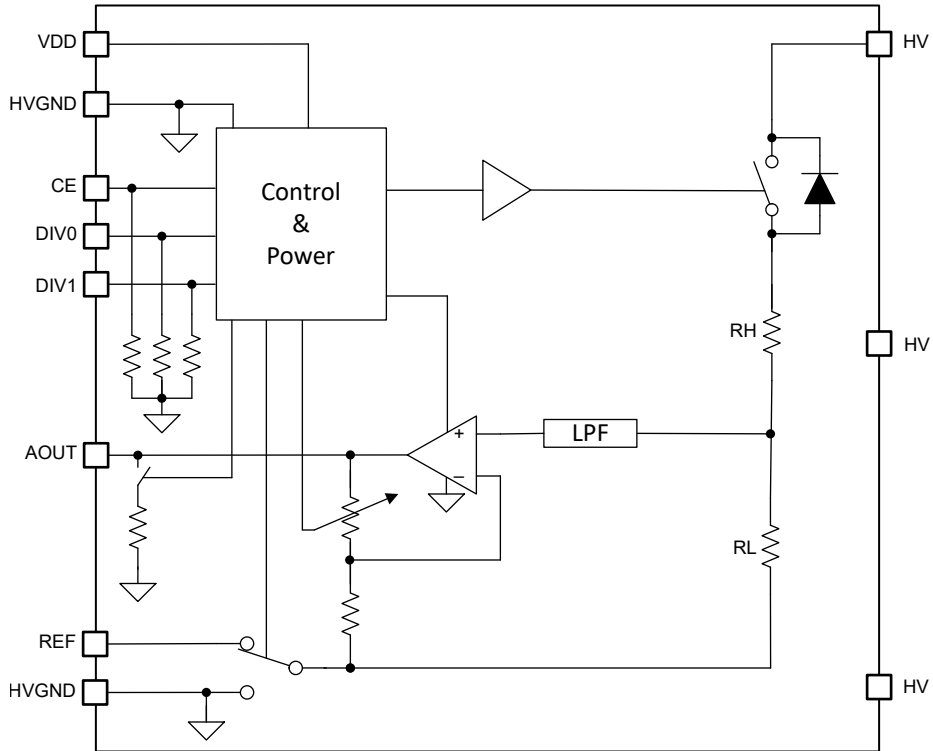 VDD
HV
HVGND
CE
DIV0
DIV1
Control
&
Power
RH
HV
AOUT
+
LPF
−
RL
REF
HVGND
HV